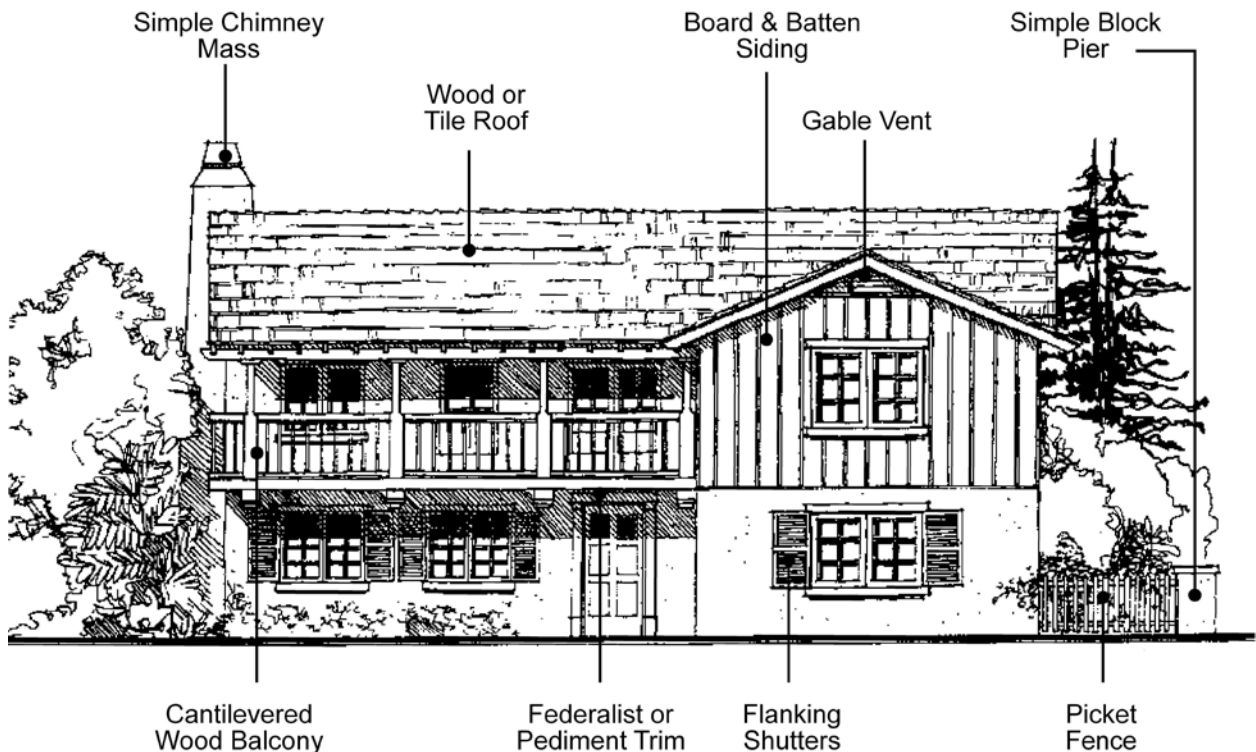 Simple Chimney
Mass
Board & Batten
Siding
Simple Block
Pier
Wood or
Tile Roof
Gable Vent
Cantilevered
Wood Balcony
Federalist or
Pediment Trim
Flanking
Shutters
Picket
Fence